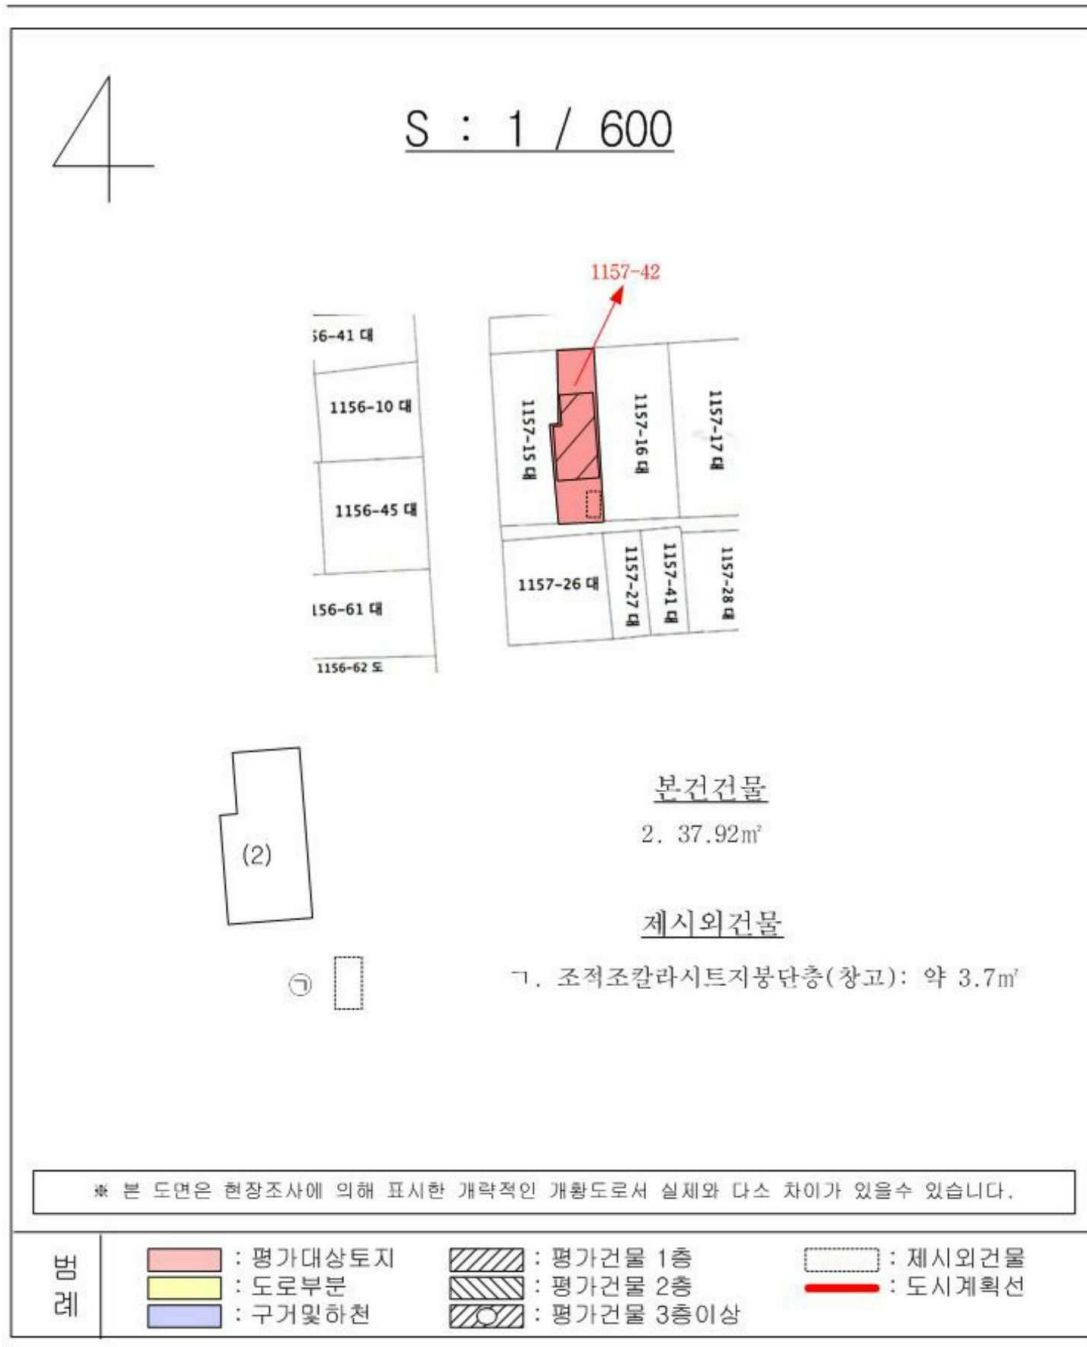 S : 1 / 600
1157-42
56-41 대
1156-10 대
1156-45 대
156-61 대
1156-62 도
1157-15 대
1157-16 대
1157-17 대
1157-26 대
1157-27 대
1157-41 대
1157-28 대
(2)
본건건물
2. 37.92㎡
제시외건물
㉠
ㄱ. 조적조칼라시트지붕단층(창고): 약 3.7㎡
※ 본 도면은 현장조사에 의해 표시한 개략적인 개황도로서 실제와 다소 차이가 있을수 있습니다.
범례
: 평가대상토지
: 도로부분
: 구거및하천
: 평가건물 1층
: 평가건물 2층
: 평가건물 3층이상
: 제시외건물
: 도시계획선